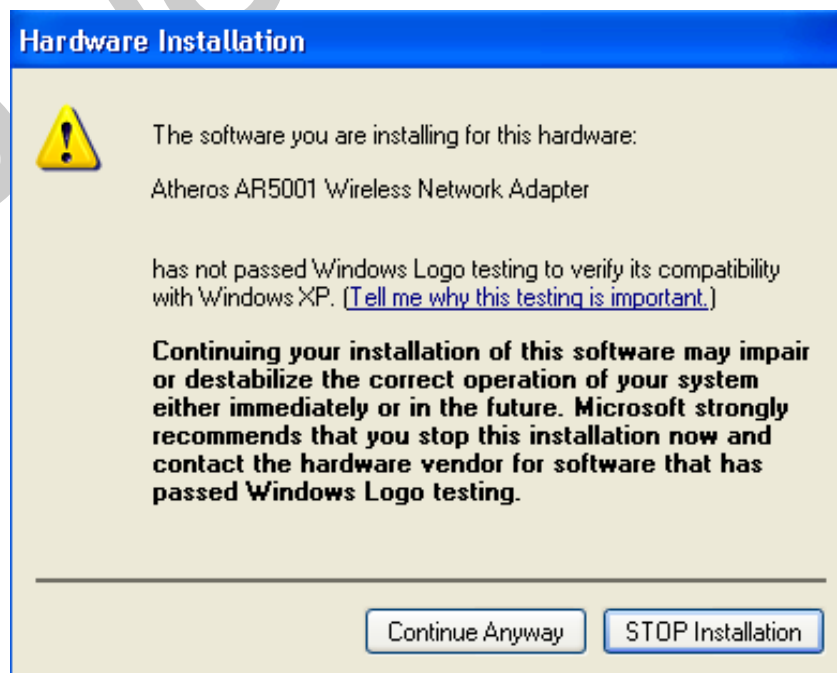 Hardware Installation
The software you are installing for this hardware:
Atheros AR5001 Wireless Network Adapter
has not passed Windows Logo testing to verify its compatibility
with Windows XP. (Tell me why this testing is important.)
Continuing your installation of this software may impair
or destabilize the correct operation of your system
either immediately or in the future. Microsoft strongly
recommends that you stop this installation now and
contact the hardware vendor for software that has
passed Windows Logo testing.
Continue Anyway
STOP Installation